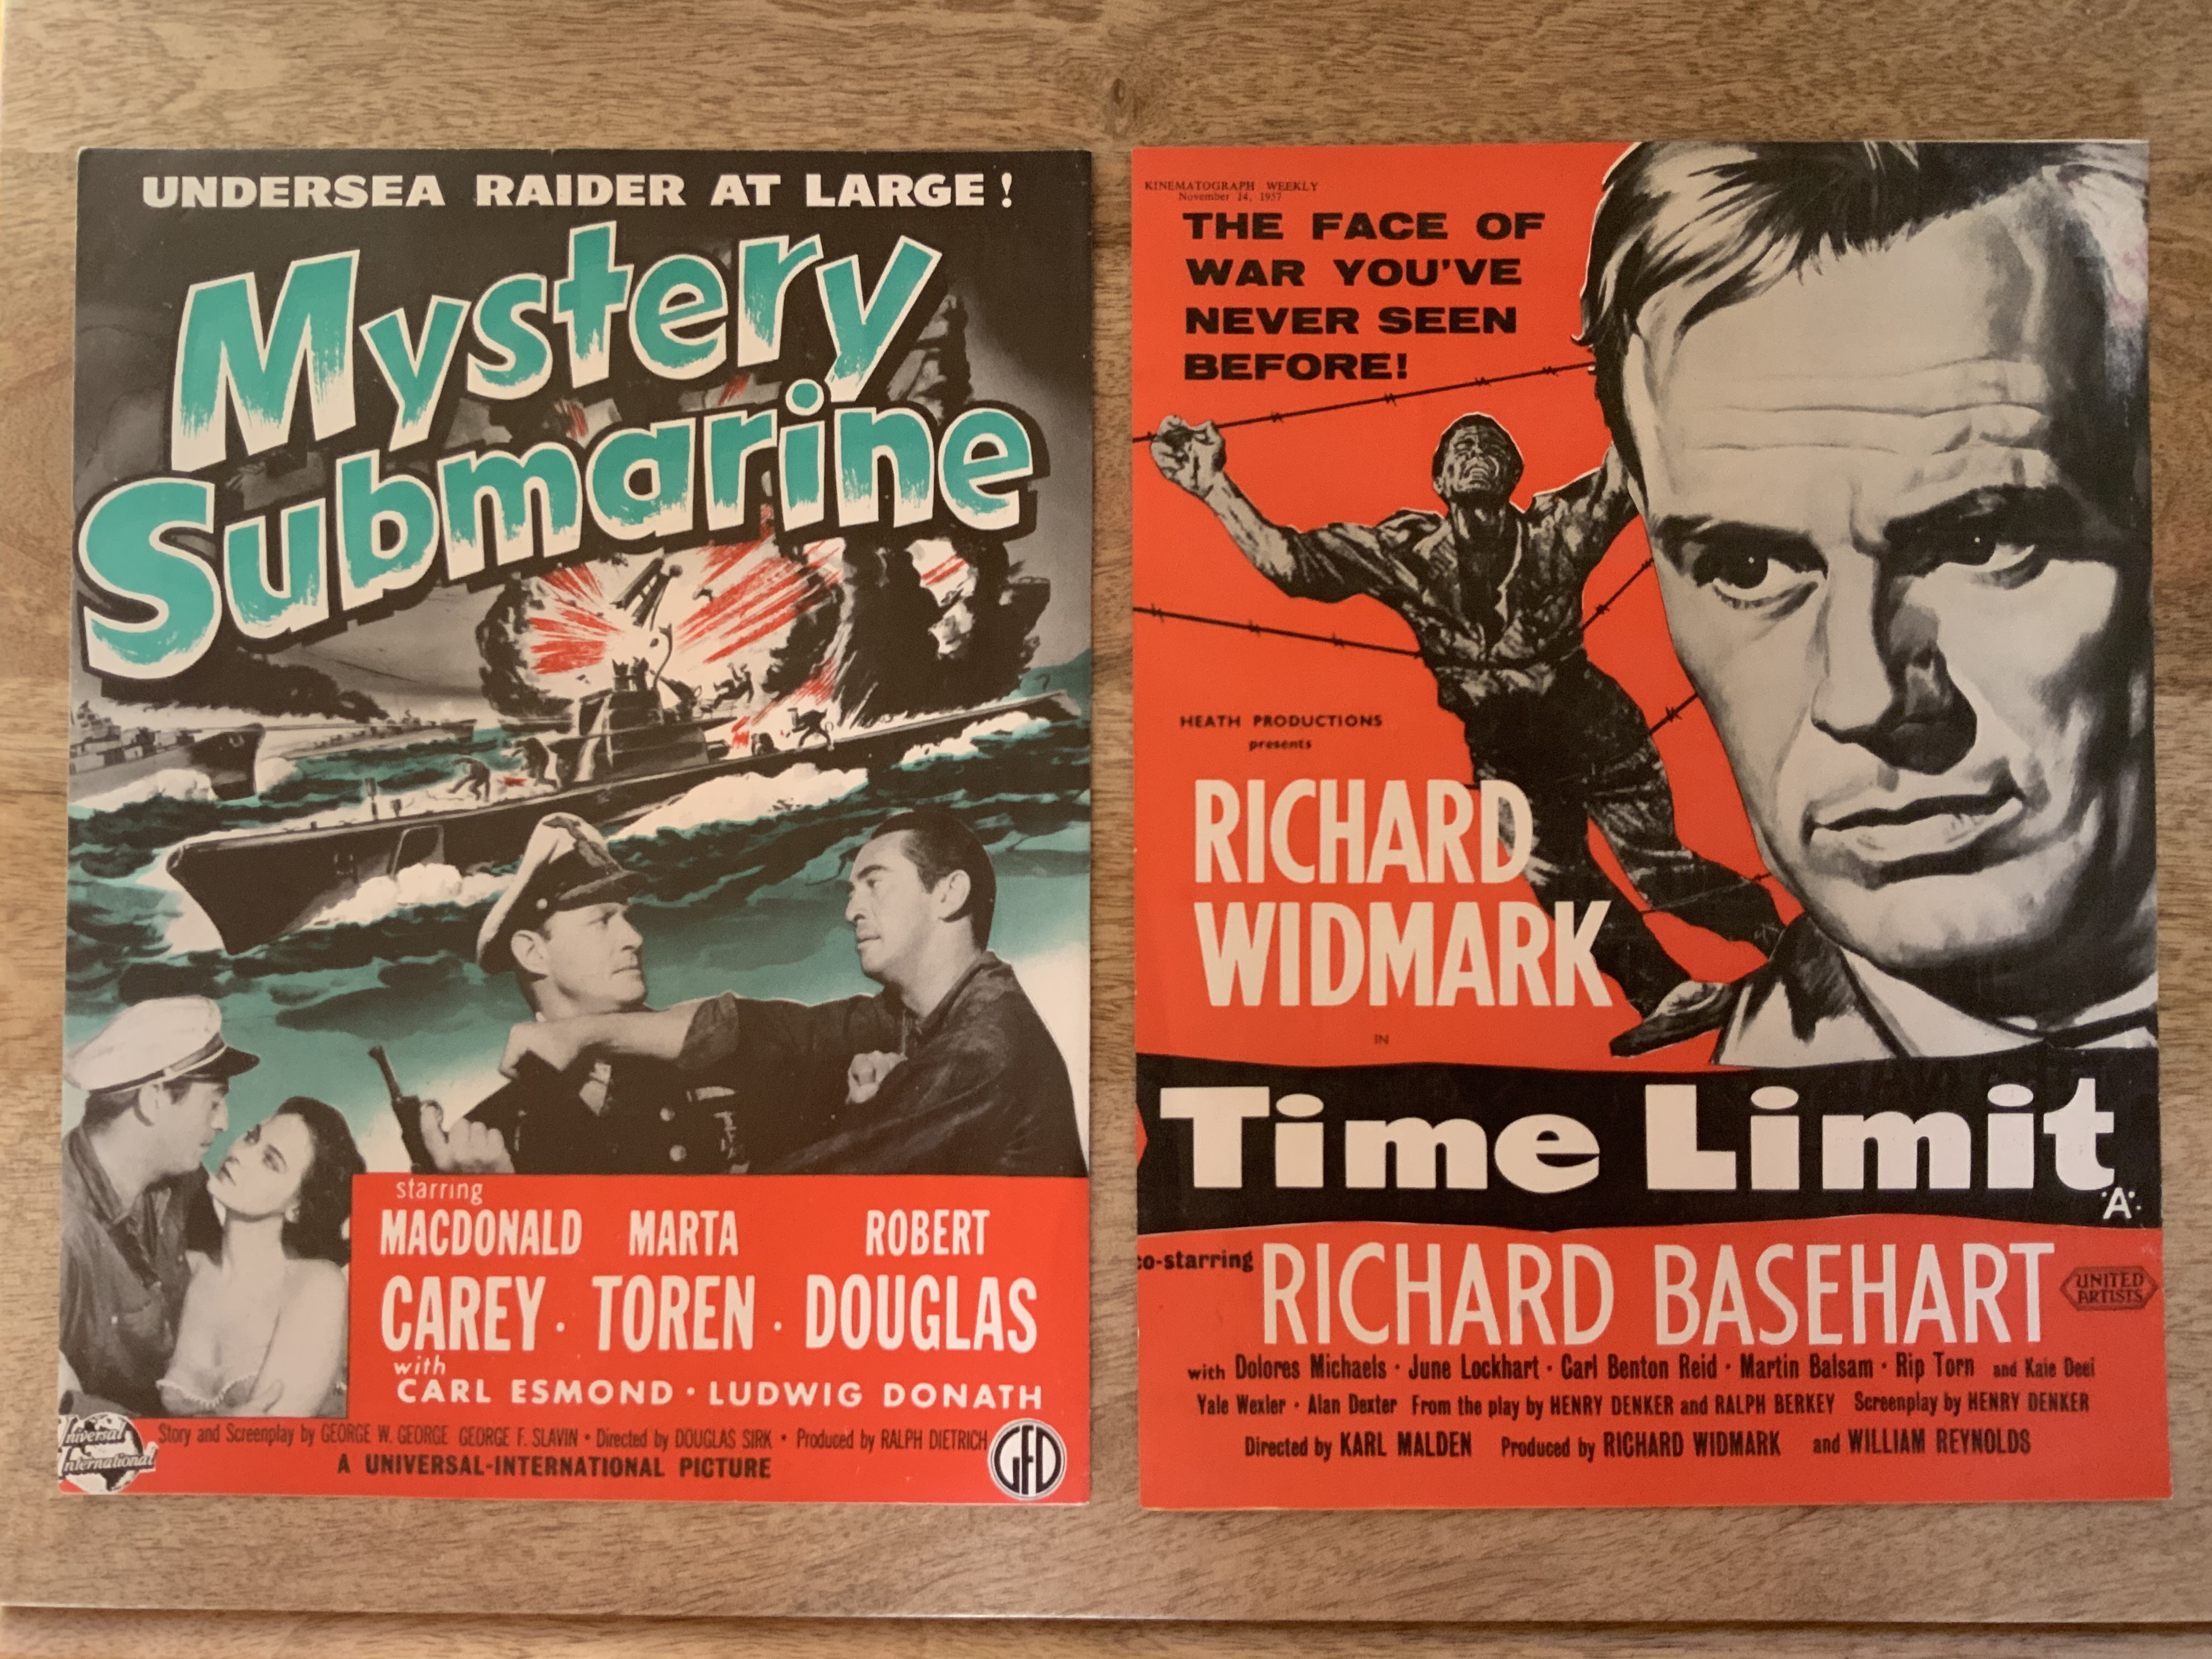 UNDERSEA RAIDER AT LARGE!
Mystery
Submarine
starring
MACDONALD MARTA ROBERT
CAREY · TOREN · DOUGLAS
with
CARL ESMOND · LUDWIG DONATH
Story and Screenplay by GEORGE W. GEORGE GEORGE F. SLAVIN · Directed by DOUGLAS SIRK · Produced by RALPH DIETRICH
A UNIVERSAL-INTERNATIONAL PICTURE
Universal
International
GFD
KINEMATOGRAPH WEEKLY
November 14, 1957
THE FACE OF
WAR YOU'VE
NEVER SEEN
BEFORE!
HEATH PRODUCTIONS
presents
RICHARD
WIDMARK
IN
Time Limit
'A'
co-starring RICHARD BASEHART
UNITED
ARTISTS
with Dolores Michaels · June Lockhart · Carl Benton Reid · Martin Balsam · Rip Torn and Kaie Deei
Yale Wexler · Alan Dexter From the play by HENRY DENKER and RALPH BERKEY Screenplay by HENRY DENKER
Directed by KARL MALDEN Produced by RICHARD WIDMARK and WILLIAM REYNOLDS